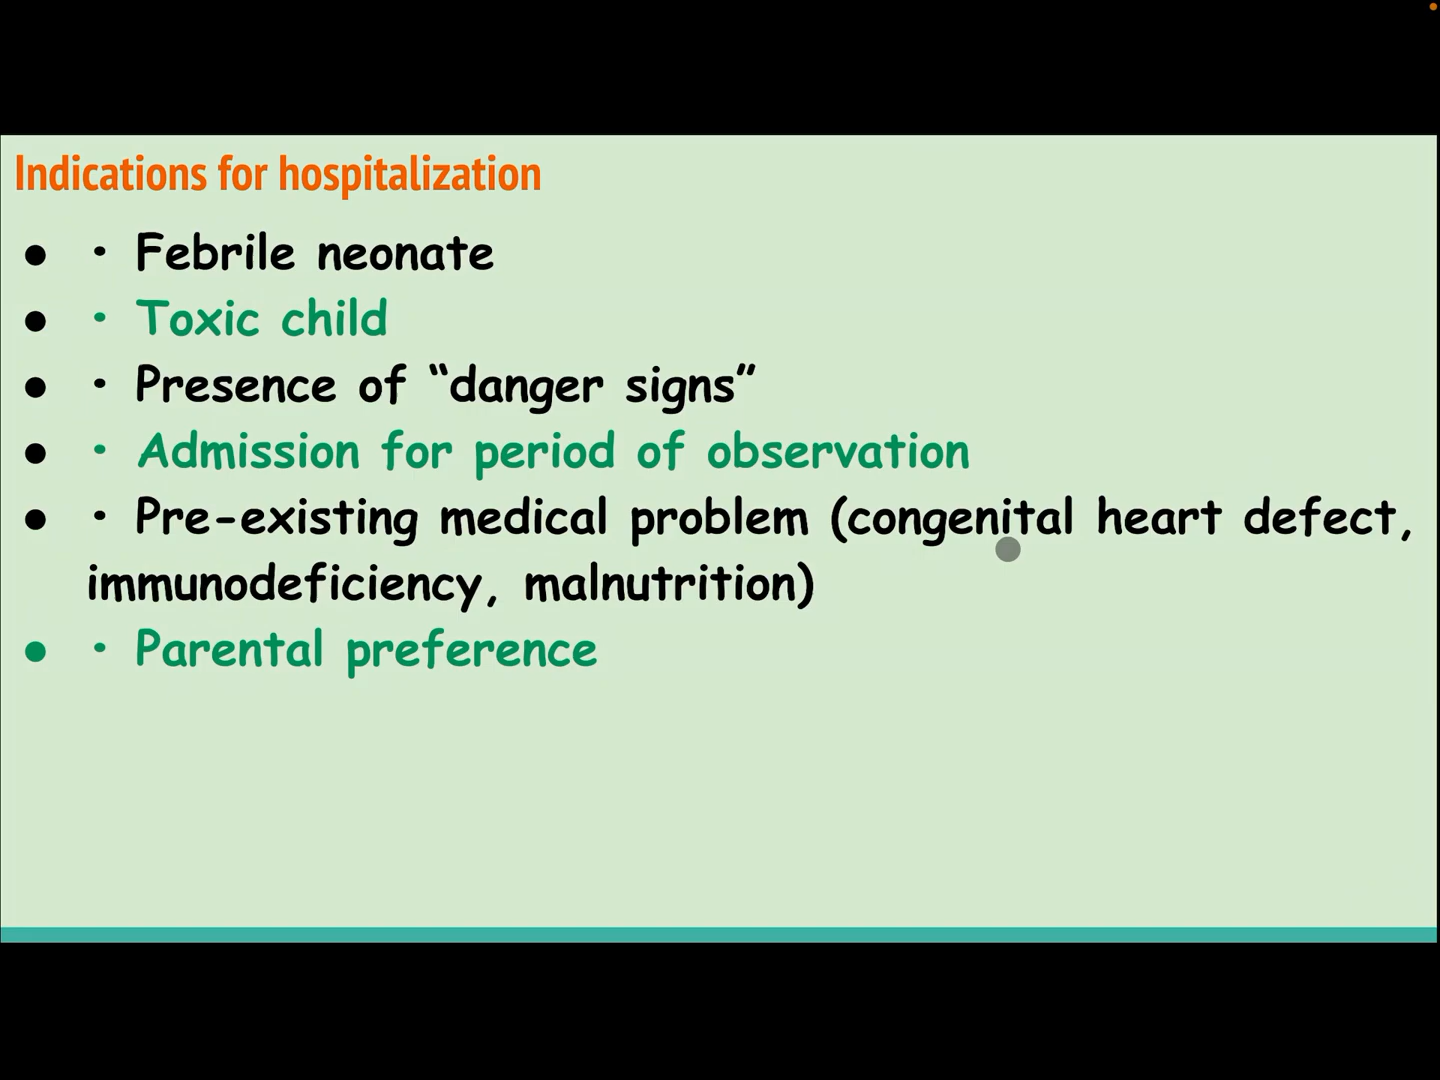 Indications for hospitalization
● • Febrile neonate
● • Toxic child
● • Presence of “danger signs”
● • Admission for period of observation
● • Pre-existing medical problem (congenital heart defect,
immunodeficiency, malnutrition)
● • Parental preference